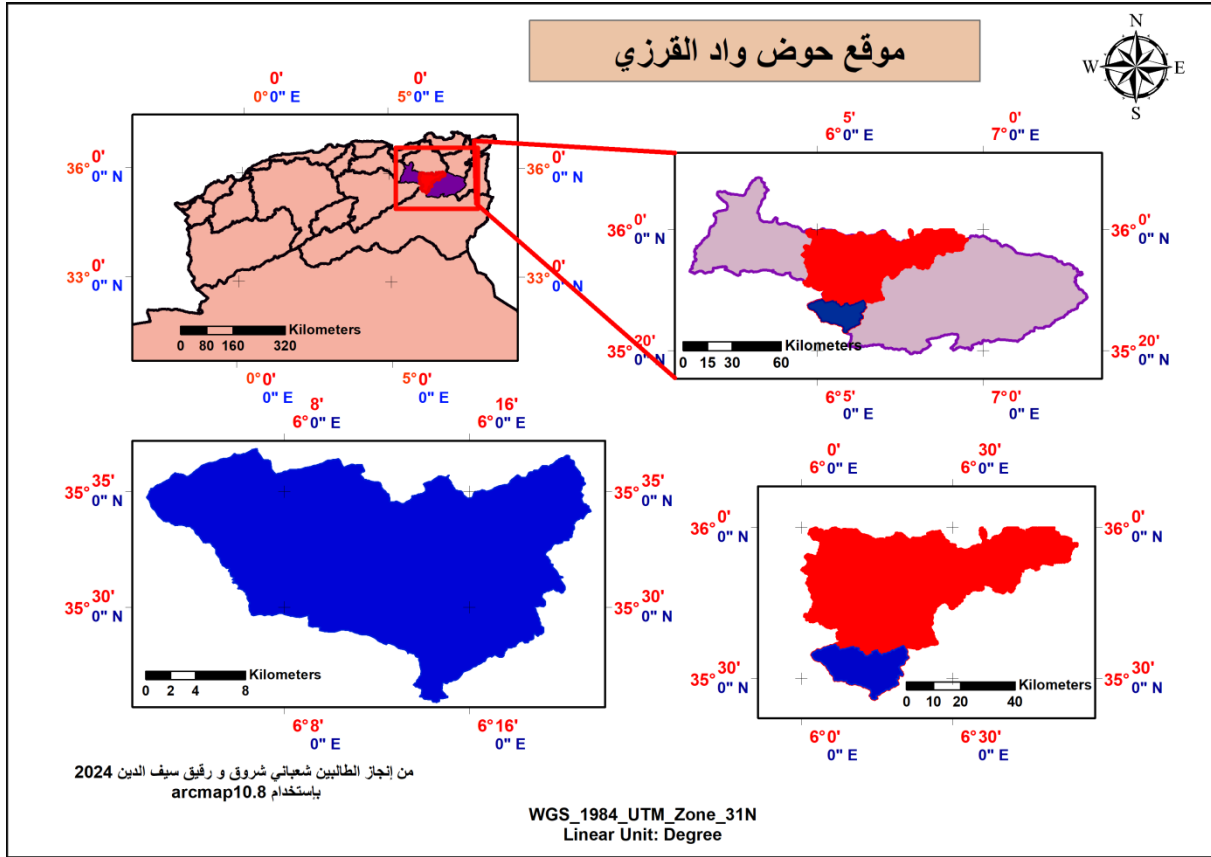 موقع حوض واد القرزي
N
W E
S
0' 0'
0° 0" E 5° 0" E
36° 0' 0" N
36° 0' 0" N
33° 0' 0" N
33° 0' 0" N
Kilometers
0 80 160 320
0° 0' 0" E 5° 0' 0" E
5' 0'
6° 0" E 7° 0" E
36° 0' 0" N
36° 0' 0" N
35° 20' 0" N
35° 20' 0" N
Kilometers
0 15 30 60
6° 5' 0" E 7° 0' 0" E
8' 16'
6° 0" E 6° 0" E
35° 35' 0" N
35° 35' 0" N
35° 30' 0" N
35° 30' 0" N
Kilometers
0 2 4 8
6° 8' 0" E 6° 16' 0" E
0' 30'
6° 0" E 6° 0" E
36° 0' 0" N
36° 0' 0" N
35° 30' 0" N
35° 30' 0" N
Kilometers
0 10 20 40
6° 0' 0" E 6° 30' 0" E
من إنجاز الطالبين شعباني شروق و رقيق سيف الدين 2024
بإستخدام arcmap10.8
WGS_1984_UTM_Zone_31N
Linear Unit: Degree